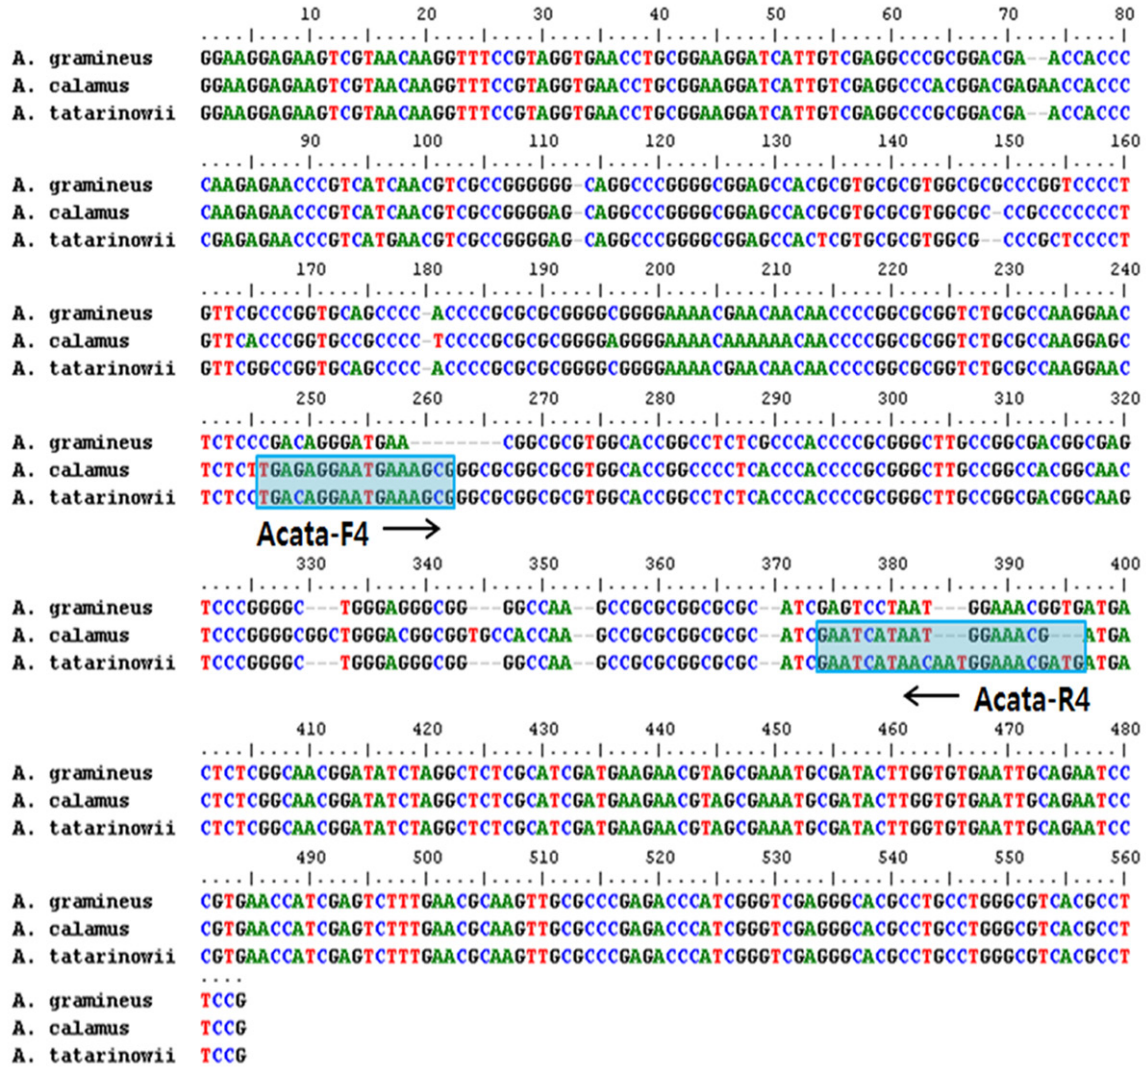 10 20 30 40 50 60 70 80
A. gramineus GGAAGGAGAAGTCGTAACAAGGTTTCCGTAGGTGAACCTGCGGAAGGATCATTGTCGAGGCCCGCGGACGA--ACCACCC
A. calamus GGAAGGAGAAGTCGTAACAAGGTTTCCGTAGGTGAACCTGCGGAAGGATCATTGTCGAGGCCCACGGACGAGAACCACCC
A. tatarinowii GGAAGGAGAAGTCGTAACAAGGTTTCCGTAGGTGAACCTGCGGAAGGATCATTGTCGAGGCCCGCGGACGA--ACCACCC
90 100 110 120 130 140 150 160
A. gramineus CAAGAGAACCCGTCATCAACGTCGCCGGGGGG-CAGGCCCGGGGCGGAGCCACGCGTGCGCGTGGCGCGCCCGGTCCCCT
A. calamus CAAGAGAACCCGTCATCAACGTCGCCGGGGAG-CAGGCCCGGGGCGGAGCCACGCGTGCGCGTGGCGC-CCGCCCCCCCT
A. tatarinowii CGAGAGAACCCGTCATGAACGTCGCCGGGGAG-CAGGCCCGGGGCGGAGCCACTCGTGCGCGTGGCG--CCCGCTCCCCT
170 180 190 200 210 220 230 240
A. gramineus GTTCGCCCGGTGCAGCCCC-ACCCCGCGCGCGGGGCGGGGAAAACGAACAACAACCCCGGCGCGGTCTGCGCCAAGGAAC
A. calamus GTTCACCCGGTGCCGCCCC-TCCCCGCGCGCGGGGAGGGGAAAACAAAAAACAACCCCGGCGCGGTCTGCGCCAAGGAGC
A. tatarinowii GTTCGGCCGGTGCAGCCCC-ACCCCGCGCGCGGGGCGGGGAAAACGAACAACAACCCCGGCGCGGTCTGCGCCAAGGAAC
250 260 270 280 290 300 310 320
A. gramineus TCTCCCGACAGGGATGAA--------CGGCGCGTGGCACCGGCCTCTCGCCCACCCCGCGGGCTTGCCGGCGACGGCGAG
A. calamus TCTCTTGAGAGGAATGAAAGCGGGCGCGGCGCGTGGCACCGGCCCCTCACCCACCCCGCGGGCTTGCCGGCCACGGCAAC
A. tatarinowii TCTCCTGACAGGAATGAAAGCGGGCGCGGCGCGTGGCACCGGCCTCTCACCCACCCCGCGGGCTTGCCGGCGACGGCAAG
Acata-F4
330 340 350 360 370 380 390 400
A. gramineus TCCCGGGGC---TGGGAGGGCGG---GGCCAA--GCCGCGCGGCGCGC--ATCGAGTCCTAAT---GGAAACGGTGATGA
A. calamus TCCCGGGGCGGCTGGGACGGCGGTGCCACCAA--GCCGCGCGGCGCGC--ATCGAATCATAAT---GGAAACG---ATGA
A. tatarinowii TCCCGGGGC---TGGGAGGGCGG---GGCCAA--GCCGCGCGGCGCGC--ATCGAATCATAACAATGGAAACGATGATGA
Acata-R4
410 420 430 440 450 460 470 480
A. gramineus CTCTCGGCAACGGATATCTAGGCTCTCGCATCGATGAAGAACGTAGCGAAATGCGATACTTGGTGTGAATTGCAGAATCC
A. calamus CTCTCGGCAACGGATATCTAGGCTCTCGCATCGATGAAGAACGTAGCGAAATGCGATACTTGGTGTGAATTGCAGAATCC
A. tatarinowii CTCTCGGCAACGGATATCTAGGCTCTCGCATCGATGAAGAACGTAGCGAAATGCGATACTTGGTGTGAATTGCAGAATCC
490 500 510 520 530 540 550 560
A. gramineus CGTGAACCATCGAGTCTTTGAACGCAAGTTGCGCCCGAGACCCATCGGGTCGAGGGCACGCCTGCCTGGGCGTCACGCCT
A. calamus CGTGAACCATCGAGTCTTTGAACGCAAGTTGCGCCCGAGACCCATCGGGTCGAGGGCACGCCTGCCTGGGCGTCACGCCT
A. tatarinowii CGTGAACCATCGAGTCTTTGAACGCAAGTTGCGCCCGAGACCCATCGGGTCGAGGGCACGCCTGCCTGGGCGTCACGCCT
A. gramineus TCCG
A. calamus TCCG
A. tatarinowii TCCG